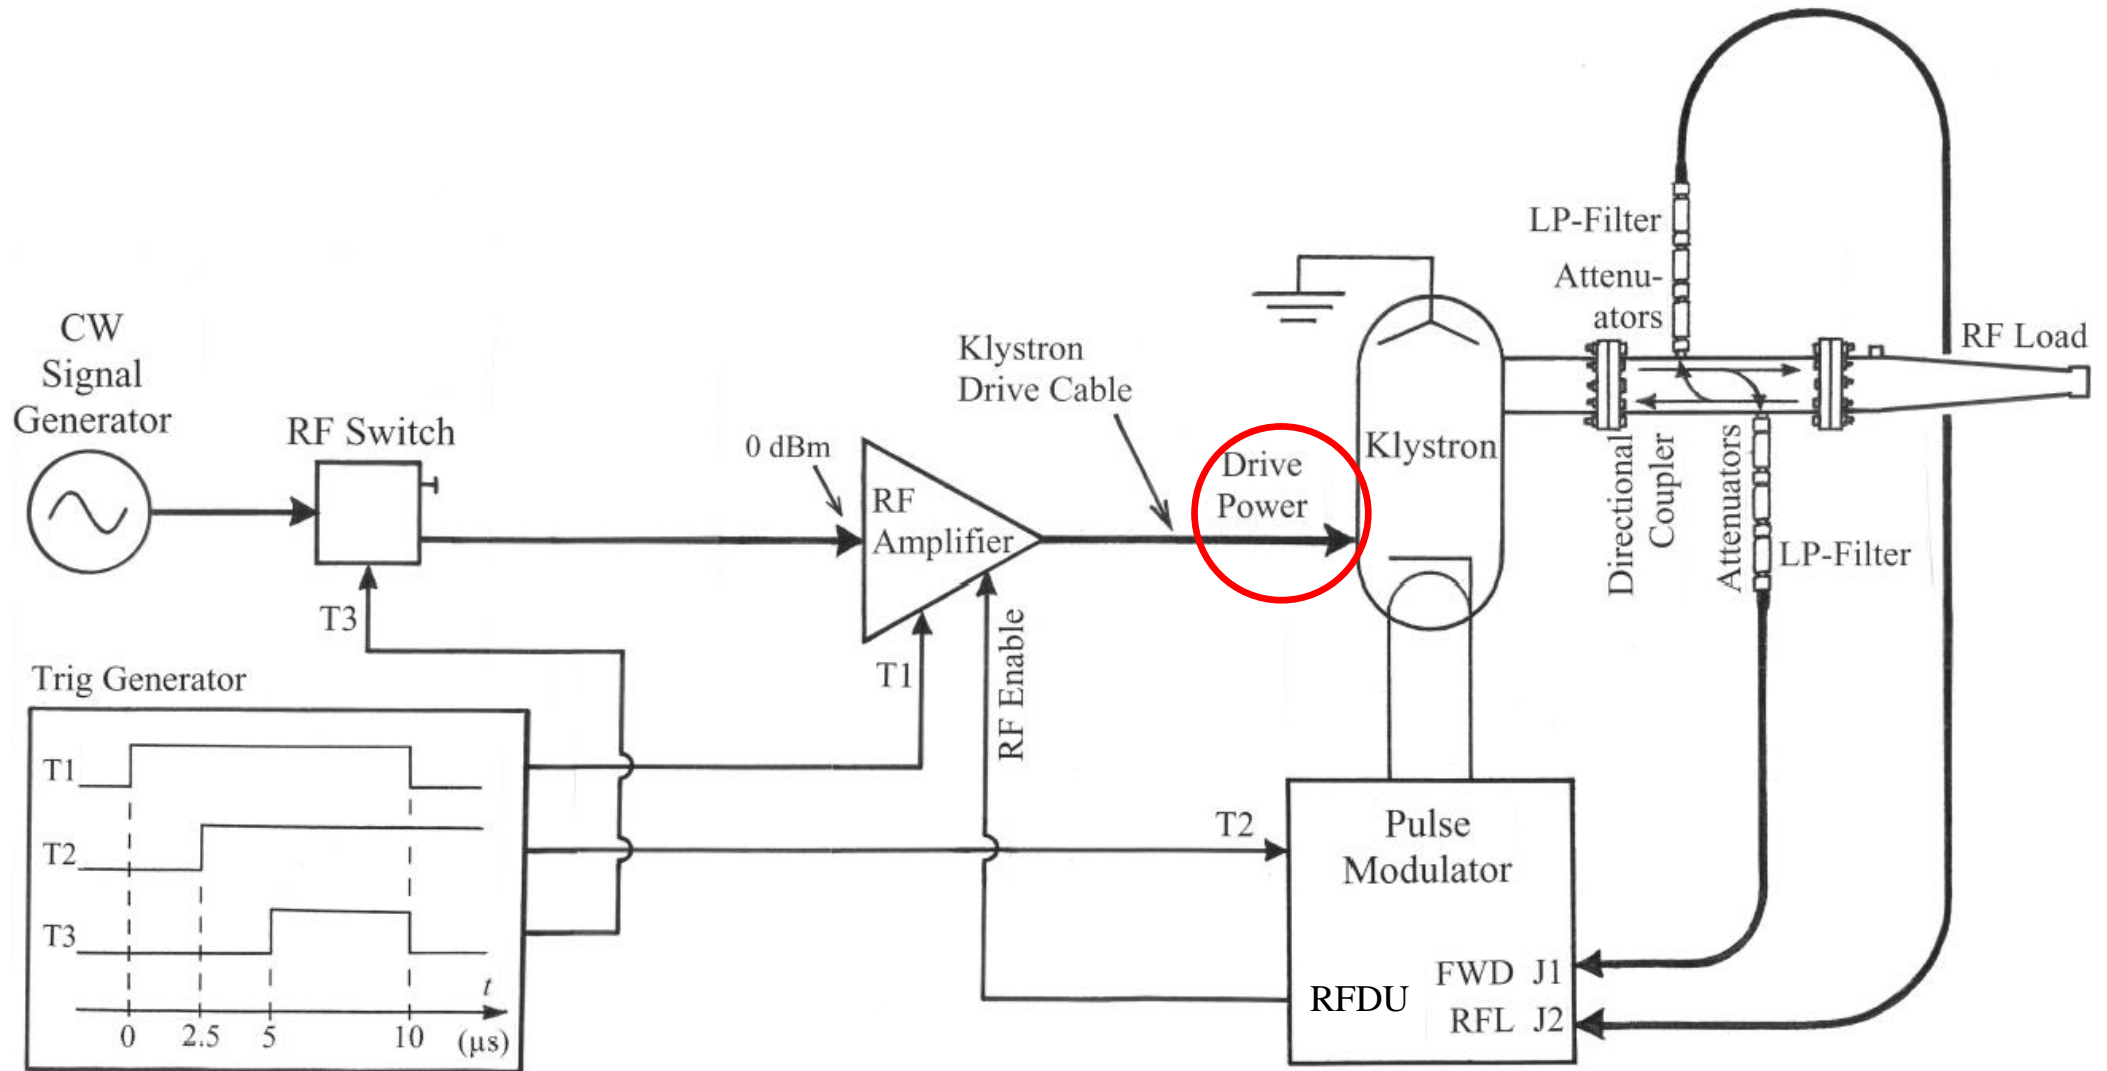 CW
Signal
Generator
RF Switch
T3
0 dBm
RF
Amplifier
T1
RF Enable
Klystron
Drive Cable
Drive
Power
Klystron
LP-Filter
Attenu-
ators
RF Load
Directional
Coupler
Attenuators
LP-Filter
Trig Generator
T1
T2
T3
t
0 2.5 5 10 (µs)
T2
Pulse
Modulator
FWD J1
RFDU
RFL J2